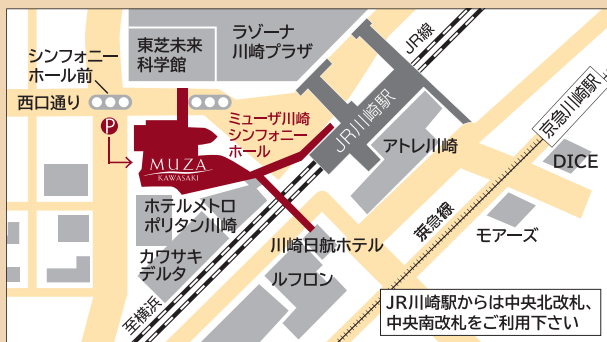 ラゾーナ
川崎プラザ
東芝未来
科学館
シンフォニー
ホール前
西口通り
JR線
JR川崎駅
京急川崎駅
P
ミューザ川崎
シンフォニー
ホール
MUZA
KAWASAKI
アトレ川崎
DICE
ホテルメトロ
ポリタン川崎
カワサキ
デルタ
川崎日航ホテル
ルフロン
京急線
モアーズ
至横浜
JR川崎駅からは中央北改札、
中央南改札をご利用下さい